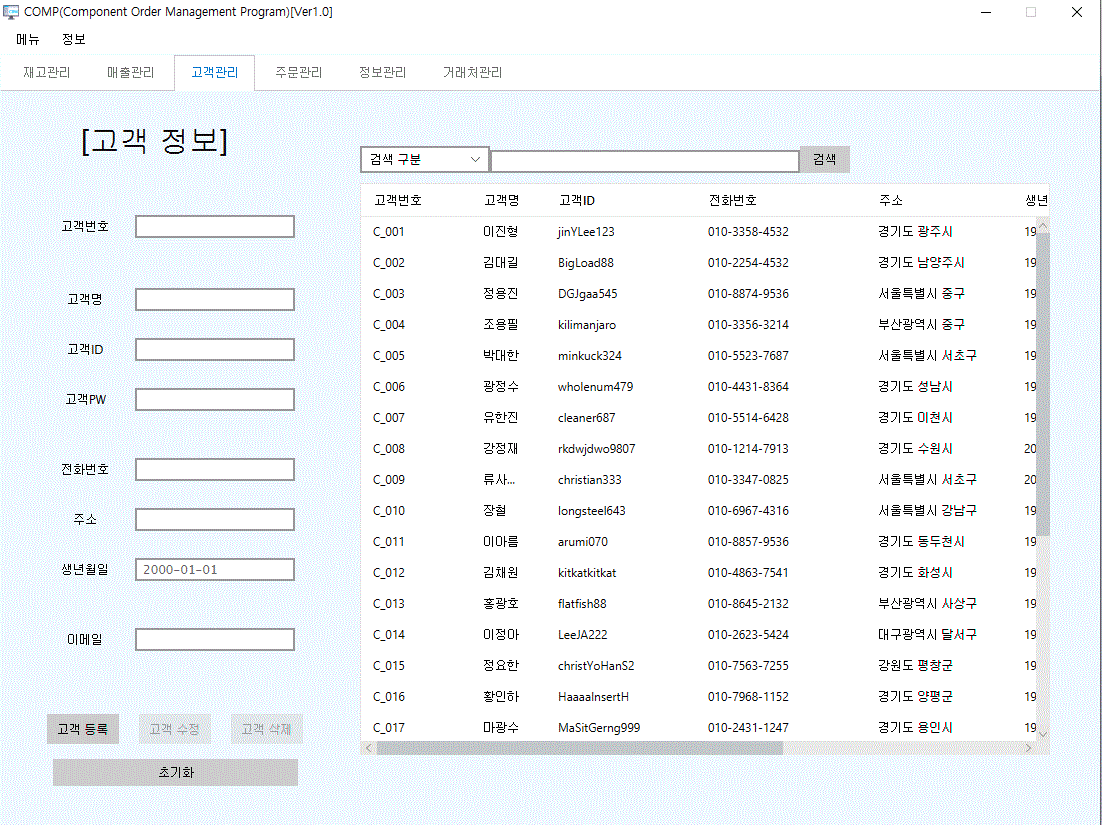 COMP(Component Order Management Program)[Ver1.0]
메뉴 정보
재고관리 매출관리 고객관리 주문관리 정보관리 거래처관리
[고객 정보]
고객번호
고객명
고객ID
고객PW
전화번호
주소
생년월일 2000-01-01
이메일
고객 등록 고객 수정 고객 삭제
초기화
검색 구분 검색
고객번호 고객명 고객ID 전화번호 주소 생년
C_001 이진형 jinYLee123 010-3358-4532 경기도 광주시 19
C_002 김대길 BigLoad88 010-2254-4532 경기도 남양주시 19
C_003 정용진 DGJgaa545 010-8874-9536 서울특별시 중구 19
C_004 조용필 kilimanjaro 010-3356-3214 부산광역시 중구 19
C_005 박대한 minkuck324 010-5523-7687 서울특별시 서초구 19
C_006 광정수 wholenum479 010-4431-8364 경기도 성남시 19
C_007 유한진 cleaner687 010-5514-6428 경기도 이천시 19
C_008 강정재 rkdwjdwo9807 010-1214-7913 경기도 수원시 20
C_009 류사... christian333 010-3347-0825 서울특별시 서초구 20
C_010 장철 longsteel643 010-6967-4316 서울특별시 강남구 19
C_011 이아름 arumi070 010-8857-9536 경기도 동두천시 19
C_012 김채원 kitkatkitkat 010-4863-7541 경기도 화성시 19
C_013 홍광호 flatfish88 010-8645-2132 부산광역시 사상구 19
C_014 이정아 LeeJA222 010-2623-5424 대구광역시 달서구 19
C_015 정요한 christYoHanS2 010-7563-7255 강원도 평창군 19
C_016 황인하 HaaaaInsertH 010-7968-1152 경기도 양평군 19
C_017 마광수 MaSitGerng999 010-2431-1247 경기도 용인시 19